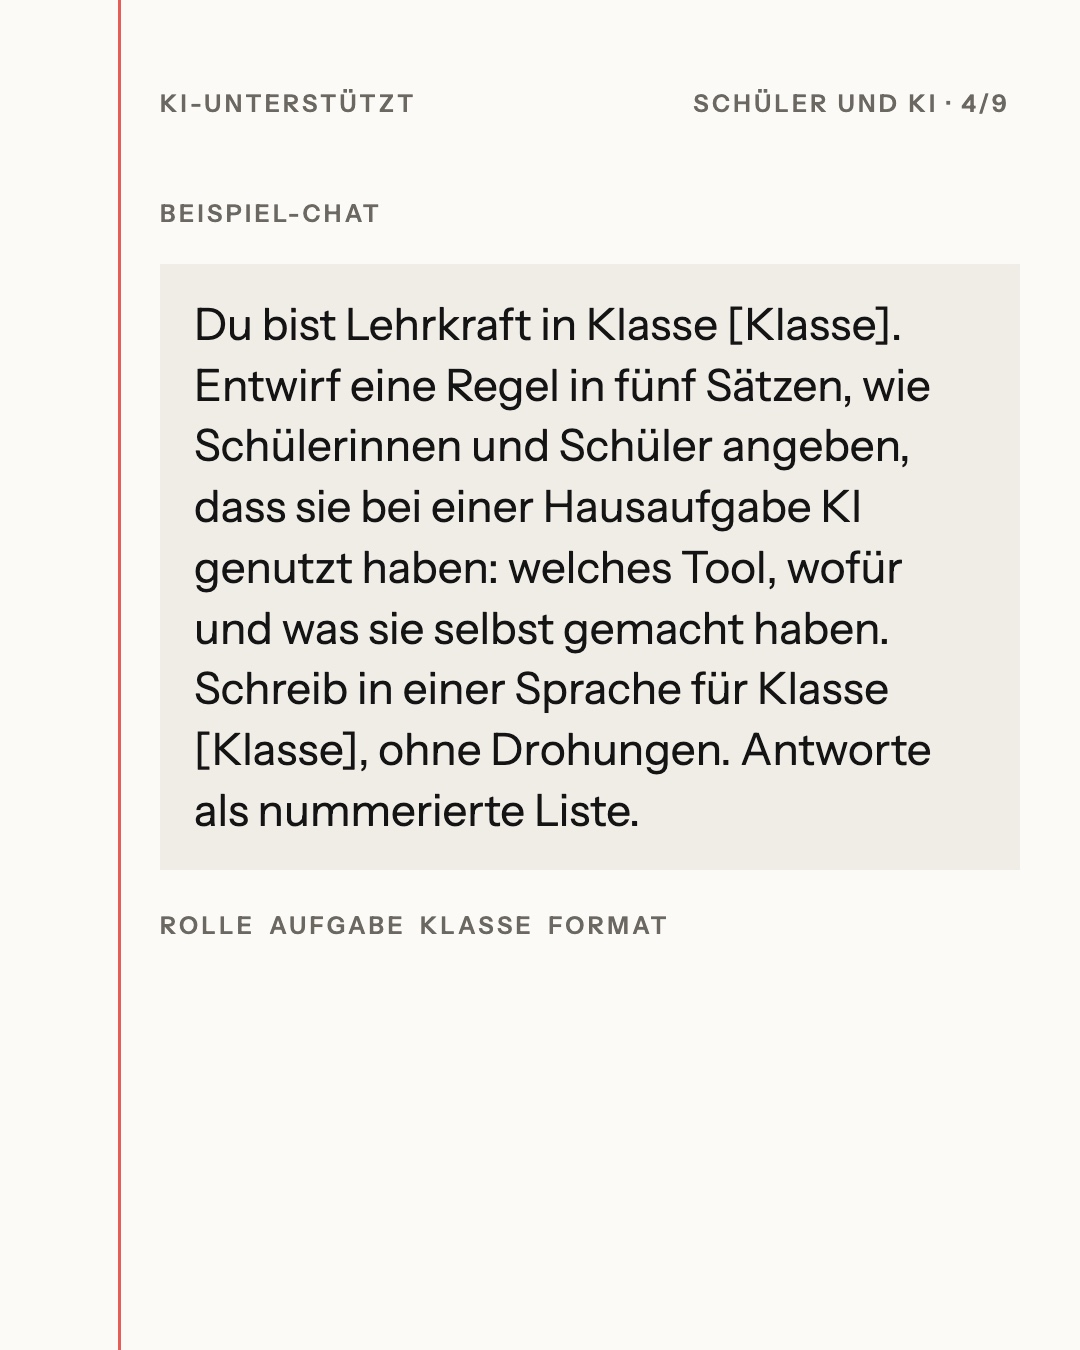 KI-UNTERSTÜTZT
SCHÜLER UND KI · 4/9
BEISPIEL-CHAT
Du bist Lehrkraft in Klasse [Klasse].
Entwirf eine Regel in fünf Sätzen, wie
Schülerinnen und Schüler angeben,
dass sie bei einer Hausaufgabe KI
genutzt haben: welches Tool, wofür
und was sie selbst gemacht haben.
Schreib in einer Sprache für Klasse
[Klasse], ohne Drohungen. Antworte
als nummerierte Liste.
ROLLE AUFGABE KLASSE FORMAT